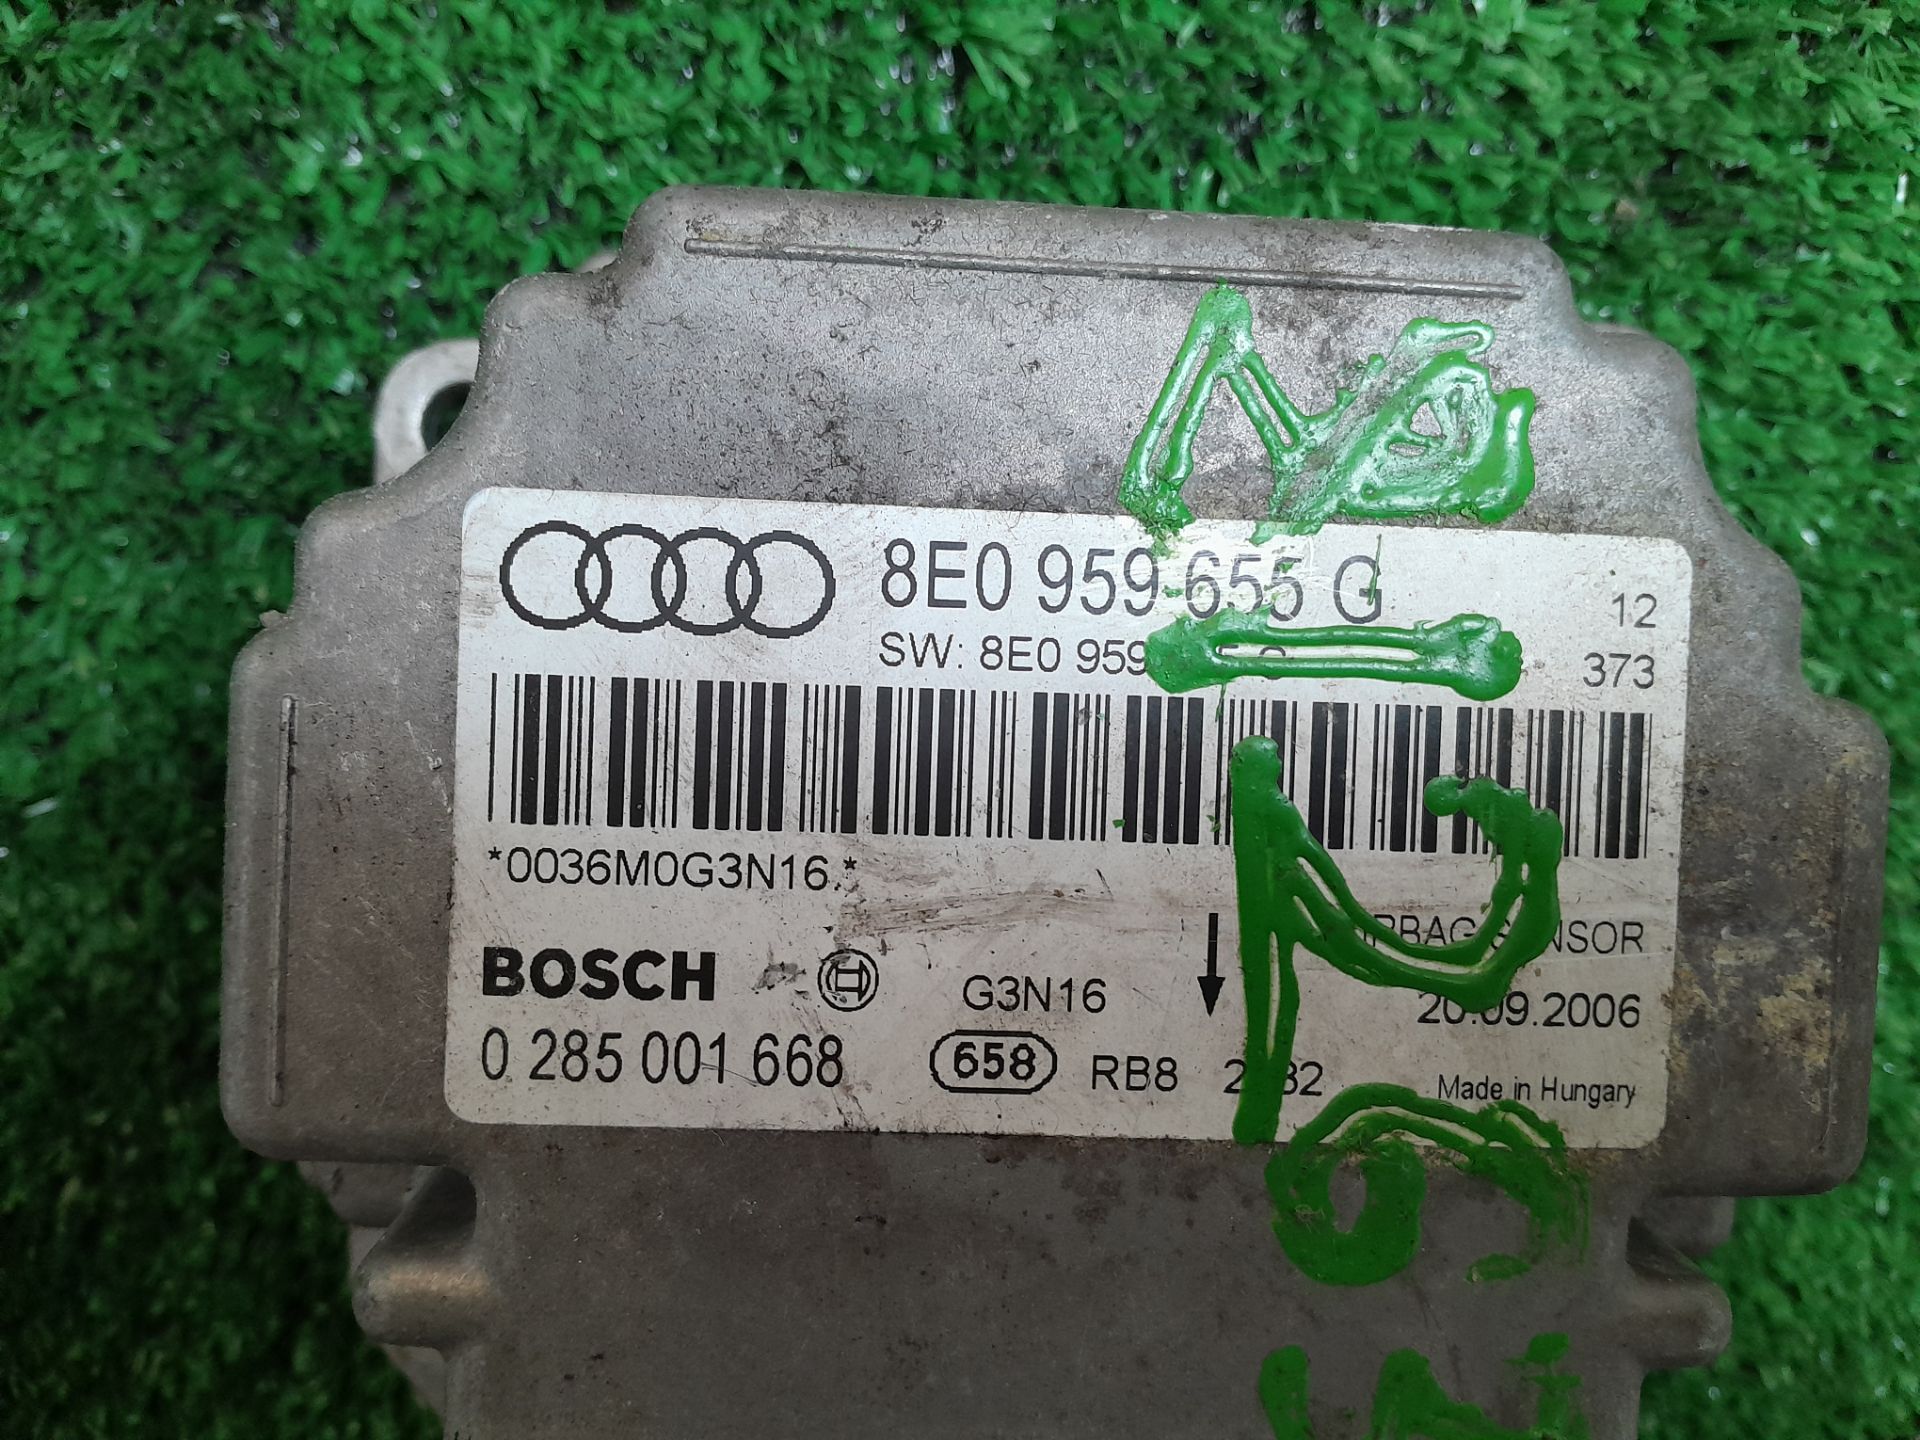 8E0 959 655 G
12
SW: 8E0 959
373
*0036M0G3N16.*
BOSCH
G3N16
SENSOR
20.09.2006
0 285 001 668
658
RB8
Made in Hungary